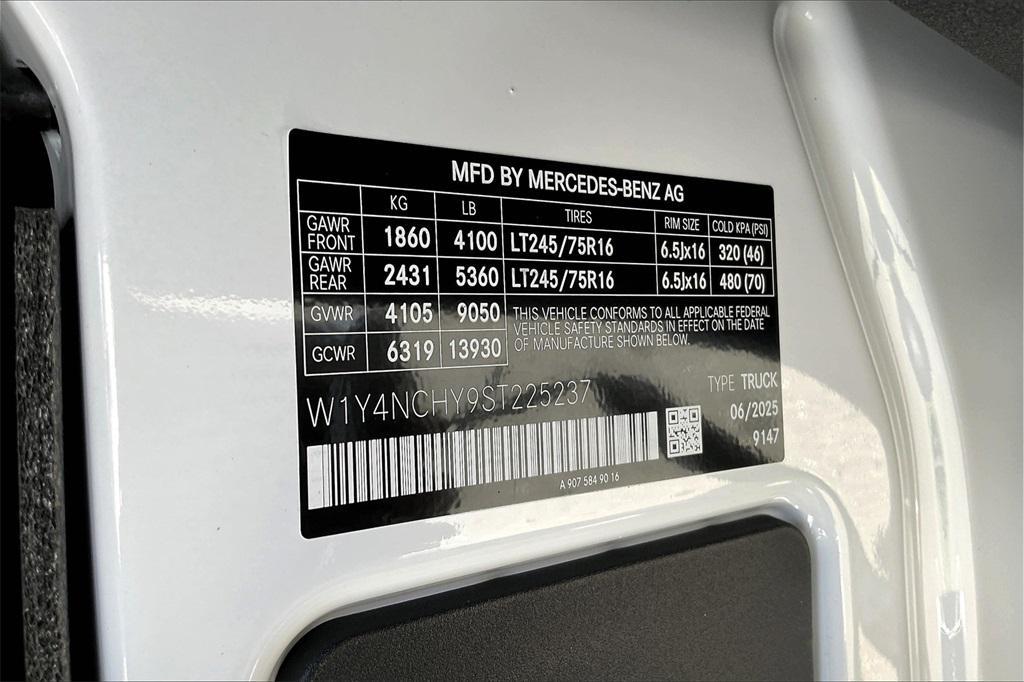 MFD BY MERCEDES-BENZ AG
KG LB TIRES RIM SIZE COLD KPA (PSI)
GAWR FRONT 1860 4100 LT245/75R16 6.5Jx16 320 (46)
GAWR REAR 2431 5360 LT245/75R16 6.5Jx16 480 (70)
GVWR 4105 9050
GCWR 6319 13930
THIS VEHICLE CONFORMS TO ALL APPLICABLE FEDERAL
VEHICLE SAFETY STANDARDS IN EFFECT ON THE DATE
OF MANUFACTURE SHOWN BELOW.
W1Y4NCHY9ST225237
TYPE TRUCK
06/2025
9147
A 907 584 90 16